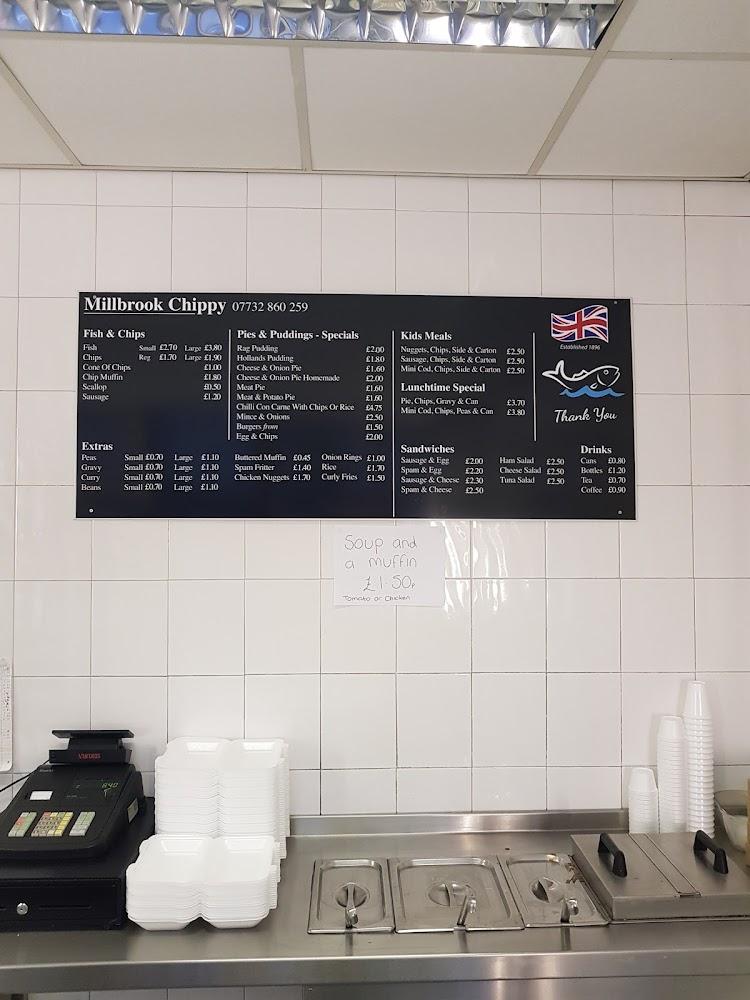 Millbrook Chippy 07732 860 259
Fish & Chips
Fish Small £2.70 Large £3.80
Chips Reg £1.70 Large £1.90
Cone Of Chips £1.00
Chip Muffin £1.80
Scallop £0.50
Sausage £1.20
Extras
Peas Small £0.70 Large £1.10
Gravy Small £0.70 Large £1.10
Curry Small £0.70 Large £1.10
Beans Small £0.70 Large £1.10
Pies & Puddings - Specials
Rag Pudding £2.00
Hollands Pudding £1.80
Cheese & Onion Pie £1.60
Cheese & Onion Pie Homemade £2.00
Meat Pie £1.60
Meat & Potato Pie £1.60
Chilli Con Carne With Chips Or Rice £4.75
Mince & Onions £2.50
Burgers from £1.50
Egg & Chips £2.00
Buttered Muffin £0.45 Onion Rings £1.00
Spam Fritter £1.40 Rice £1.70
Chicken Nuggets £1.70 Curly Fries £1.50
Kids Meals
Nuggets, Chips, Side & Carton £2.50
Sausage, Chips, Side & Carton £2.50
Mini Cod, Chips, Side & Carton £2.50
Lunchtime Special
Pie, Chips, Gravy & Can £3.70
Mini Cod, Chips, Peas & Can £3.80
Established 1896
Thank You
Sandwiches
Sausage & Egg £2.00 Ham Salad £2.50
Spam & Egg £2.20 Cheese Salad £2.50
Sausage & Cheese £2.30 Tuna Salad £2.50
Spam & Cheese £2.50
Drinks
Cans £0.80
Bottles £1.20
Tea £0.70
Coffee £0.90
Soup and
a muffin
£1.50p
Tomato or Chicken